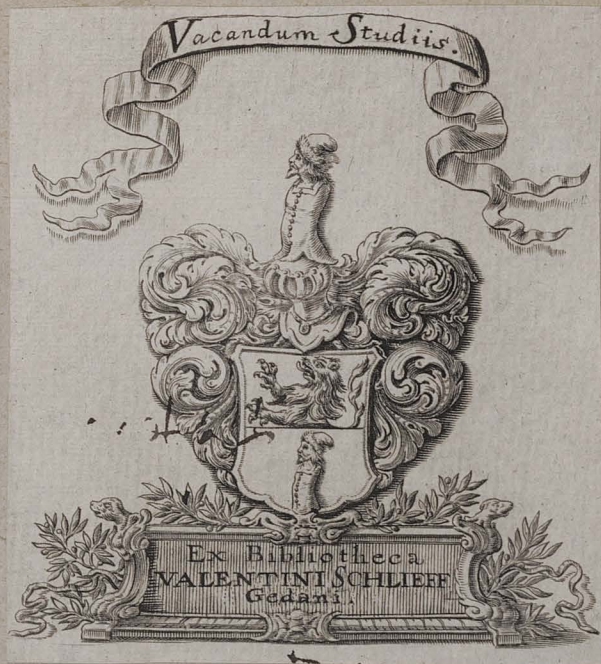 Vacandum Studiis.
Ex Bibliotheca
VALENTINI SCHLIEFF
Gedani.